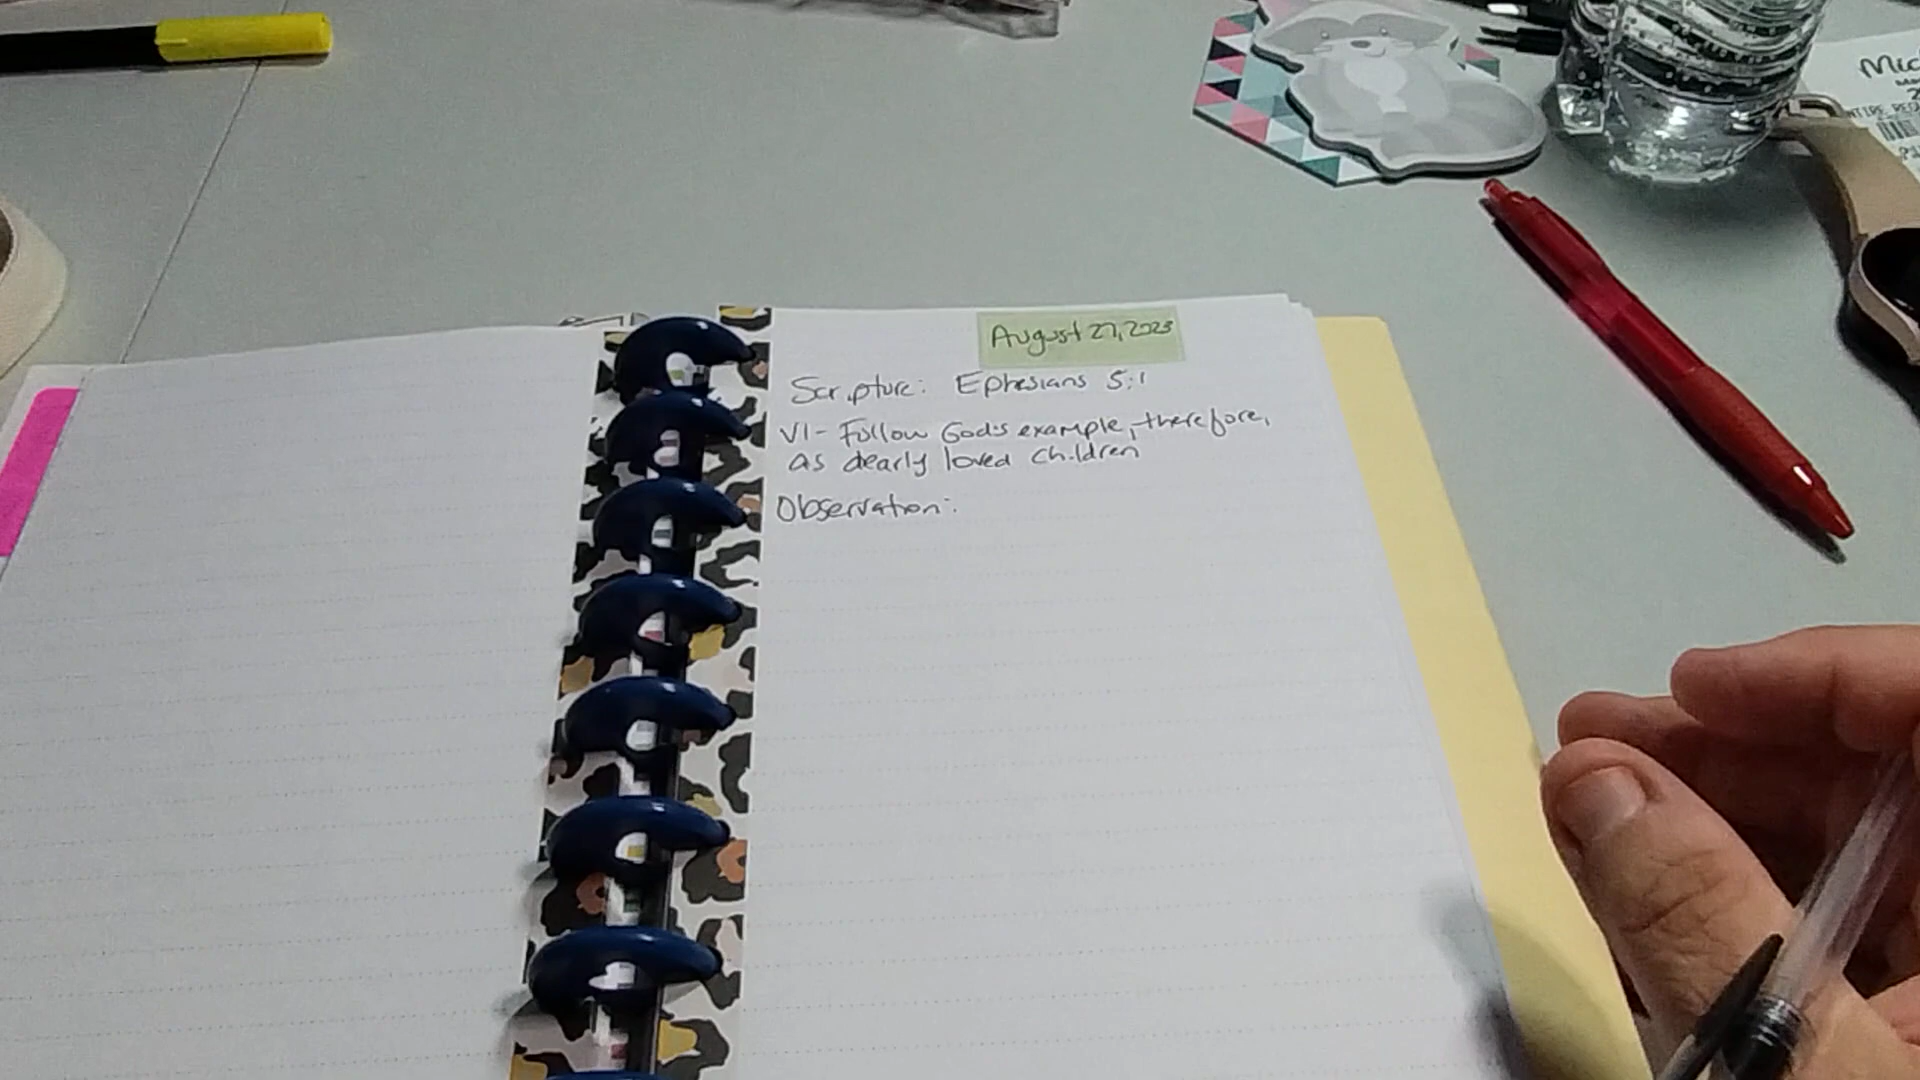 August 27, 2023
Scripture: Ephesians 5:1
V1- Follow God's example, therefore,
as dearly loved children
Observation: